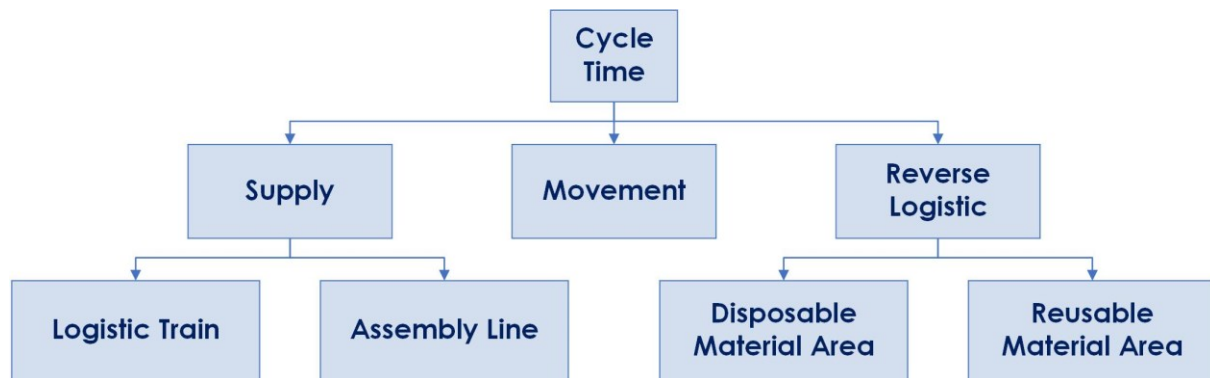 Cycle
Time
Supply
Movement
Reverse
Logistic
Logistic Train
Assembly Line
Disposable
Material Area
Reusable
Material Area